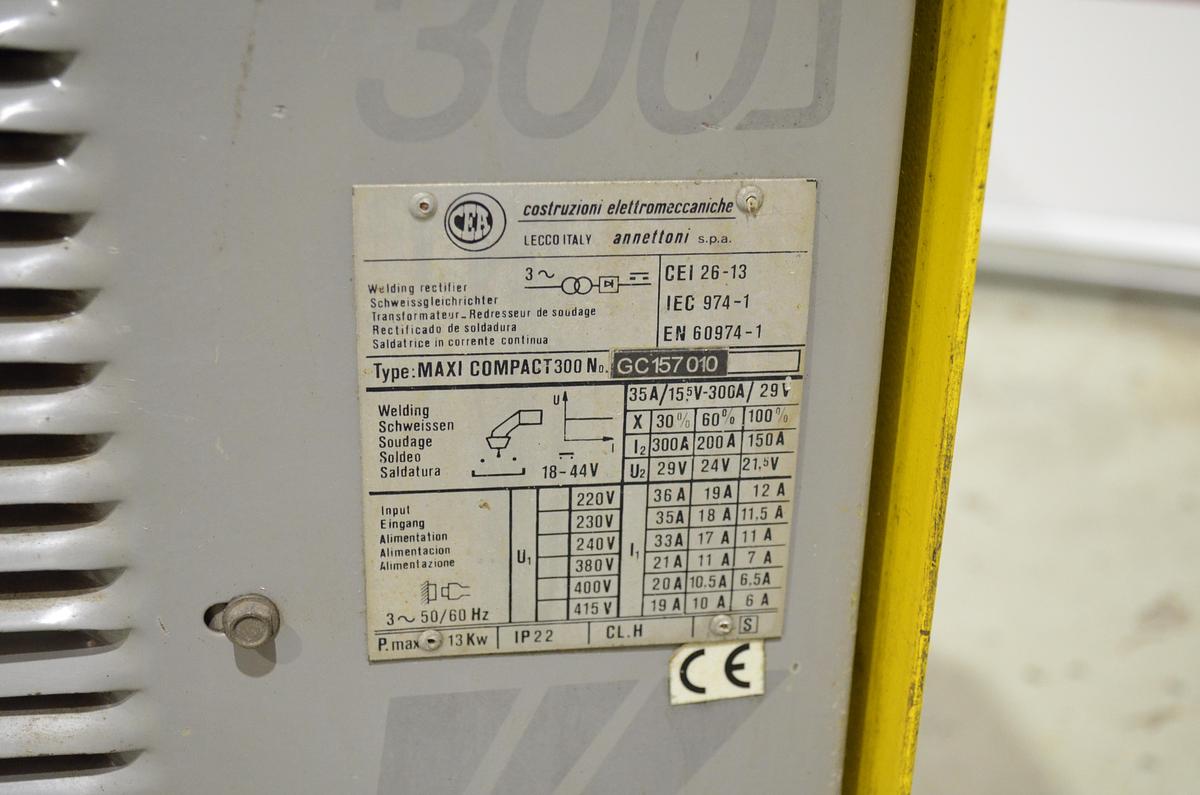 300
CEA
costruzioni elettromeccaniche
LECCO ITALY annettoni s.p.a.
Welding rectifier
Schweissgleichrichter
Transformateur - Redresseur de soudage
Rectificado de soldadura
Saldatrice in corrente continua
3~
CEI 26-13
IEC 974-1
EN 60974-1
Type: MAXI COMPACT 300 No. GC157010
Welding
Schweissen
Soudage
Soldeo
Saldatura
U
I
18-44V
35A/15,5V-300A/29V
X 30% 60% 100%
I2 300A 200A 150A
U2 29V 24V 21,5V
Input
Eingang
Alimentation
Alimentacion
Alimentazione
3~ 50/60 Hz
U1 I1
220V 36A 19A 12A
230V 35A 18A 11,5A
240V 33A 17A 11A
380V 21A 11A 7A
400V 20A 10.5A 6,5A
415V 19A 10A 6A
P.max 13Kw IP22 CL.H S
CE